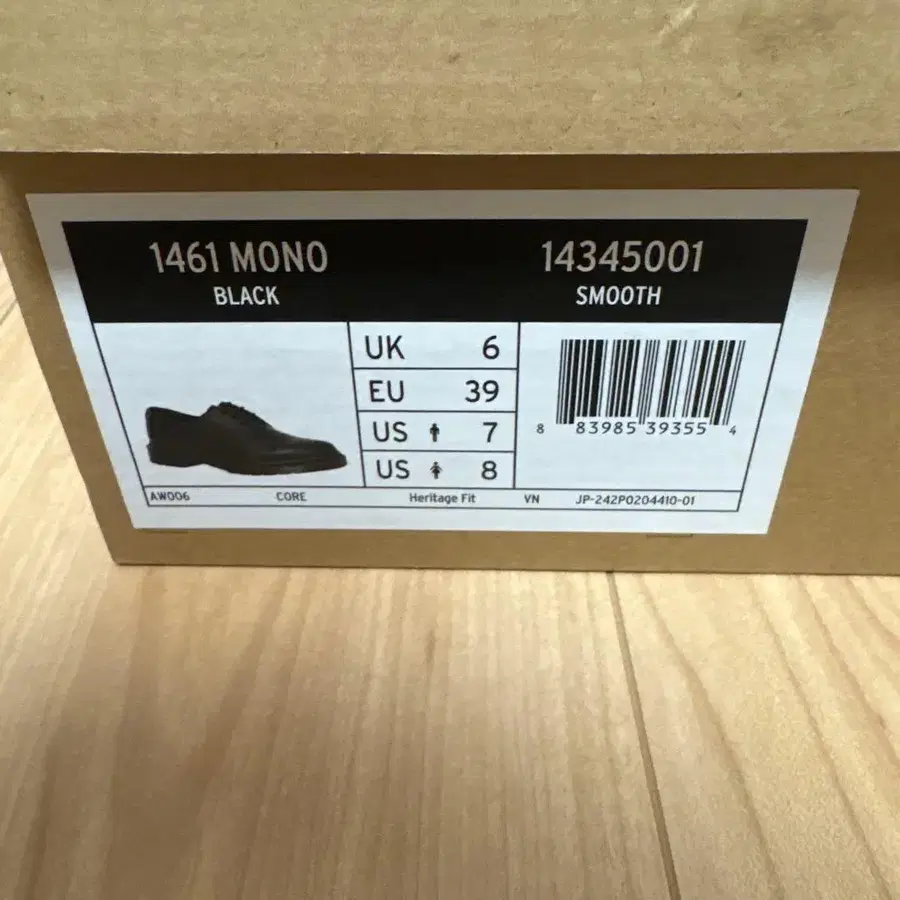 1461 MONO
BLACK
14345001
SMOOTH
UK 6
EU 39
US 7
US 8
8 83985 39355 4
AW006 CORE Heritage Fit VN JP-242P0204410-01